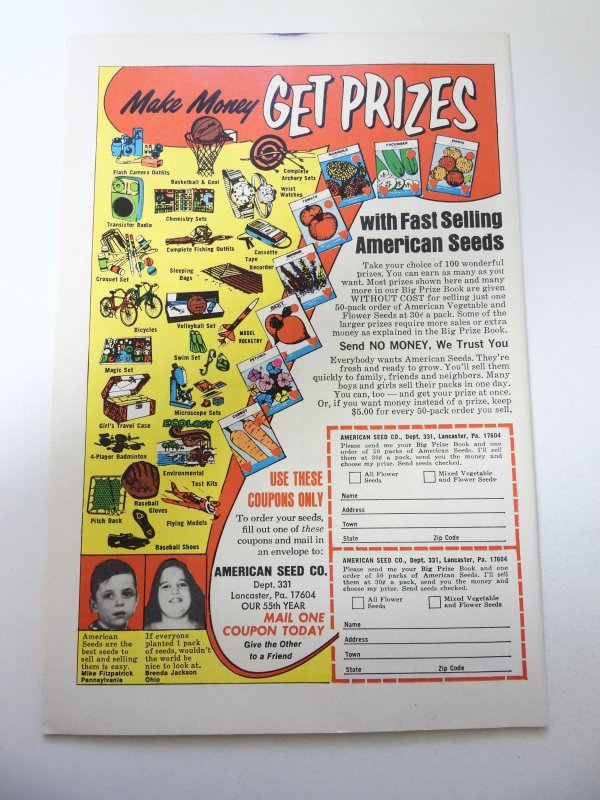 Make Money GET PRIZES
Flash Camera Outfits
Basketball & Goal
Complete
Archery Sets
Wrist
Watches
Transistor Radio
Chemistry Sets
Complete Fishing Outfits
Cassette
Tape
Recorder
Croquet Set
Sleeping
Bags
Bicycles
Volleyball Set
MODEL
ROCKETRY
Swim Set
Magic Set
Girl's Travel Case
Microscope Sets
ECOLOGY
4-Player Badminton
Environmental
Test Kits
Baseball
Gloves
Pitch Back
Flying Models
Baseball Shoes
CUCUMBER
ZINNIA
TOMATO
PETUNIA
CARROT
with Fast Selling
American Seeds
Take your choice of 100 wonderful
prizes. You can earn as many as you
want. Most prizes shown here and many
more in our Big Prize Book are given
WITHOUT COST for selling just one
50-pack order of American Vegetable and
Flower Seeds at 30¢ a pack. Some of the
larger prizes require more sales or extra
money as explained in the Big Prize Book.
Send NO MONEY, We Trust You
Everybody wants American Seeds. They're
fresh and ready to grow. You'll sell them
quickly to family, friends and neighbors. Many
boys and girls sell their packs in one day.
You can, too — and get your prize at once.
Or, if you want money instead of a prize, keep
$5.00 for every 50-pack order you sell.
USE THESE
COUPONS ONLY
To order your seeds,
fill out one of these
coupons and mail in
an envelope to:
AMERICAN SEED CO.
Dept. 331
Lancaster, Pa. 17604
OUR 55th YEAR
MAIL ONE
COUPON TODAY
Give the Other
to a Friend
American
Seeds are the
best seeds to
sell and selling
them is easy.
Mike Fitzpatrick
Pennsylvania
If everyone
planted 1 pack
of seeds, wouldn't
the world be
nice to look at.
Brenda Jackson
Ohio
AMERICAN SEED CO., Dept. 331, Lancaster, Pa. 17604
Please send me your Big Prize Book and one
order of 50 packs of American Seeds. I'll sell
them at 30¢ a pack, send you the money and
choose my prize. Send seeds checked.
All Flower
Seeds
Mixed Vegetable
and Flower Seeds
Name
Address
Town
State Zip Code
AMERICAN SEED CO., Dept. 331, Lancaster, Pa. 17604
Please send me your Big Prize Book and one
order of 50 packs of American Seeds. I'll sell
them at 30¢ a pack, send you the money and
choose my prize. Send seeds checked.
All Flower
Seeds
Mixed Vegetable
and Flower Seeds
Name
Address
Town
State Zip Code